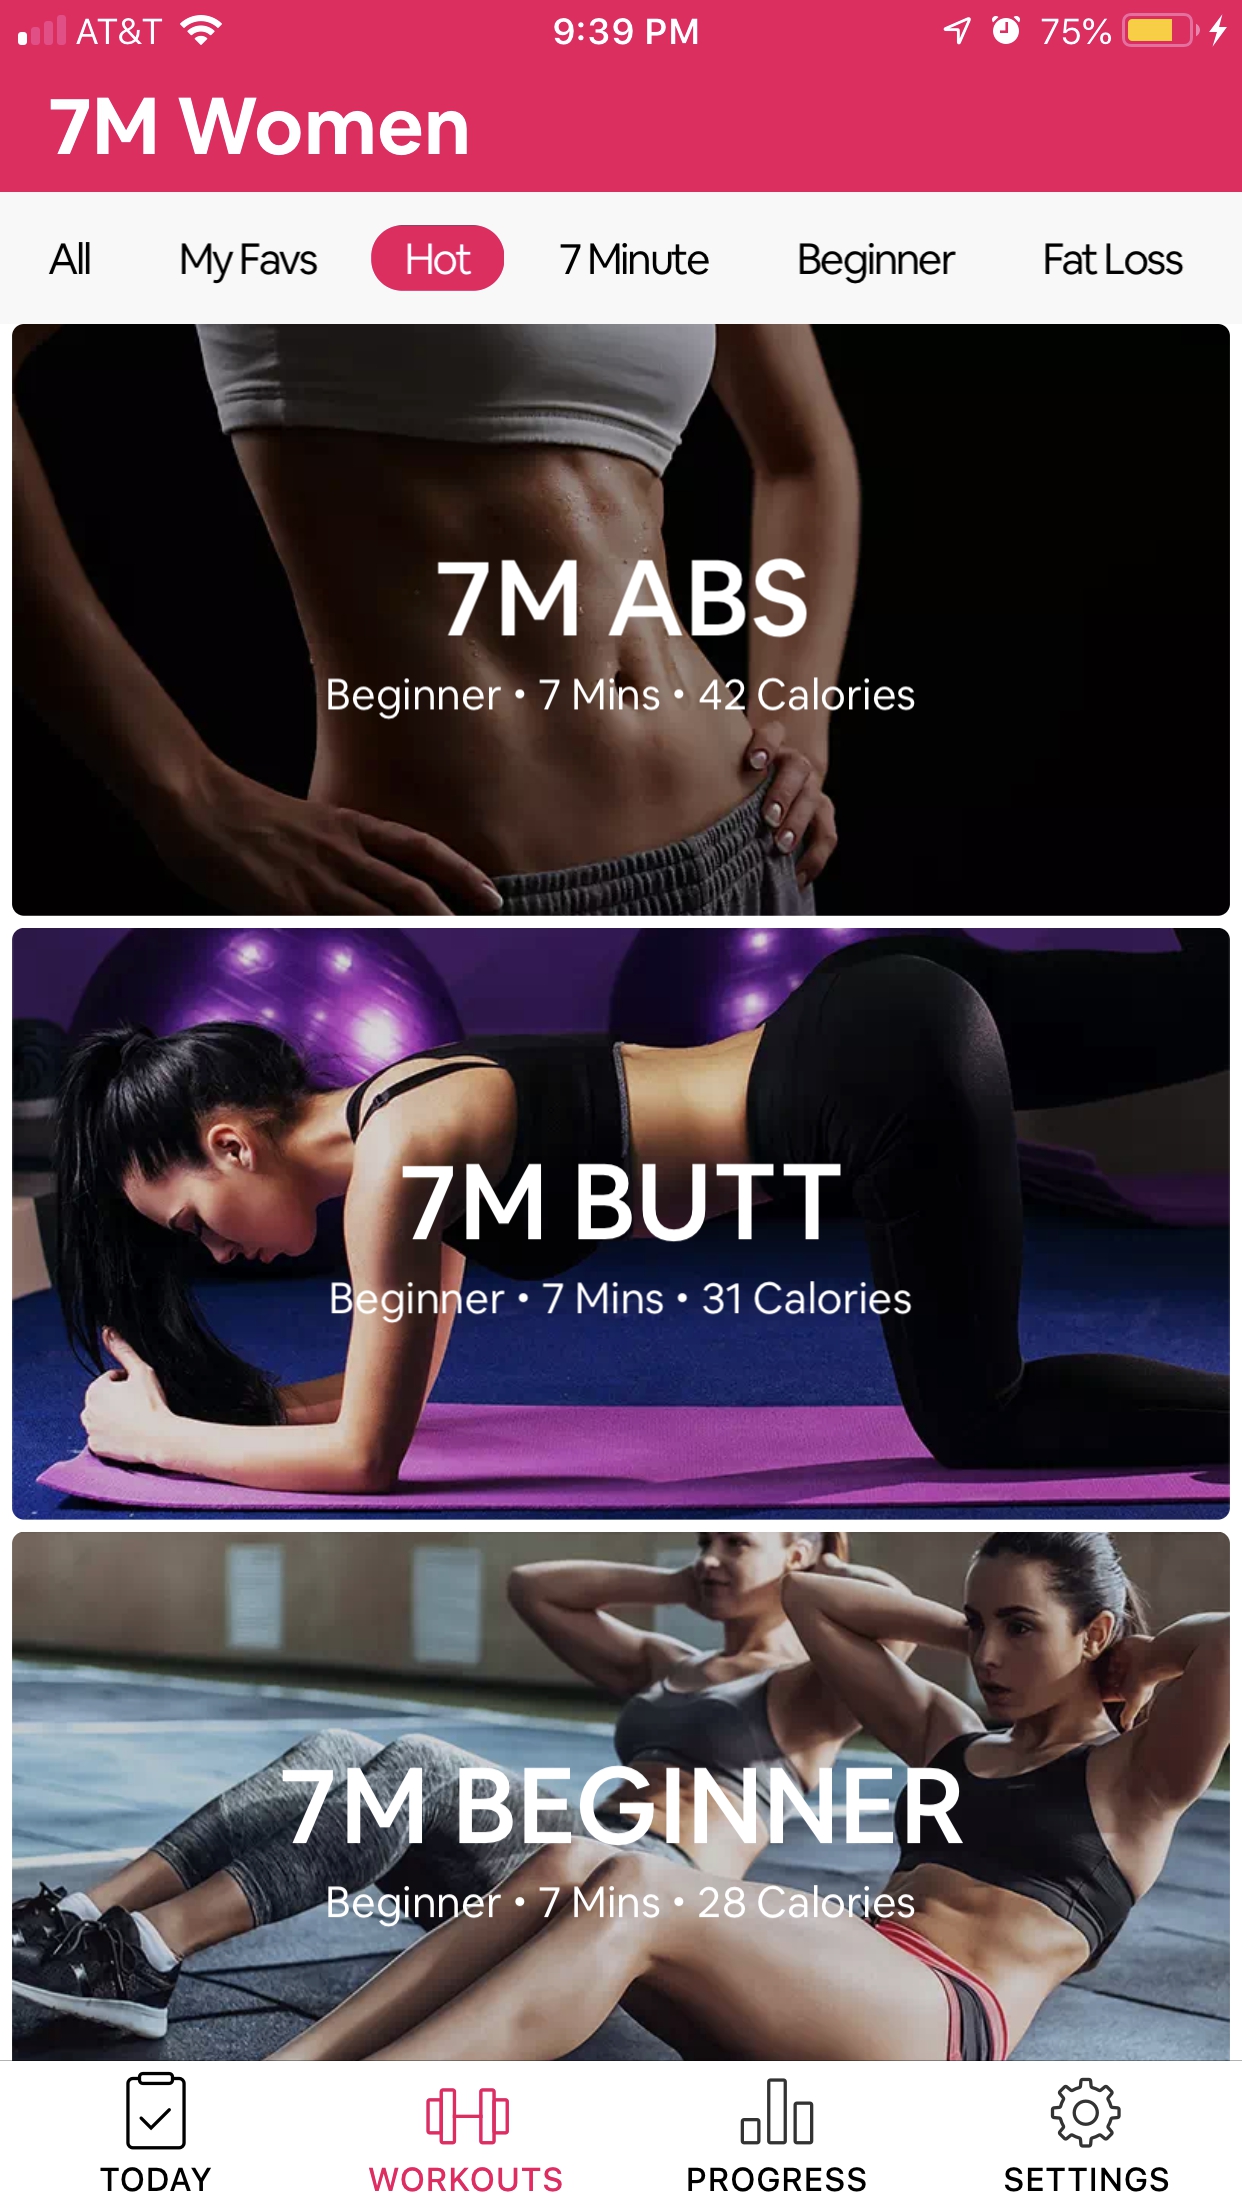 AT&T 9:39 PM 75%
7M Women
All My Favs Hot 7 Minute Beginner Fat Loss
7M ABS
Beginner • 7 Mins • 42 Calories
7M BUTT
Beginner • 7 Mins • 31 Calories
7M BEGINNER
Beginner • 7 Mins • 28 Calories
TODAY WORKOUTS PROGRESS SETTINGS